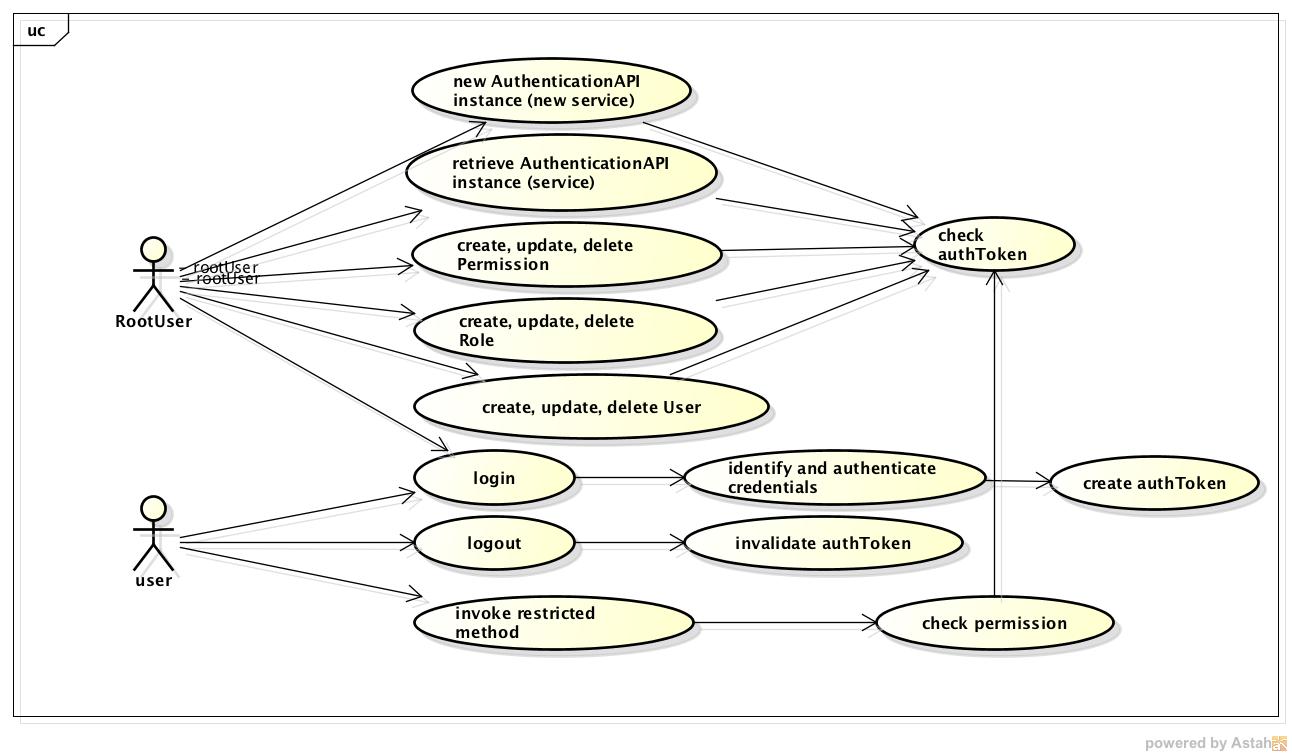 uc
new AuthenticationAPI
instance (new service)
retrieve AuthenticationAPI
instance (service)
check
authToken
create, update, delete
Permission
- rootUser
- rootUser
RootUser
create, update, delete
Role
create, update, delete User
login
identify and authenticate
credentials
create authToken
logout
invalidate authToken
user
invoke restricted
method
check permission
powered by Astah